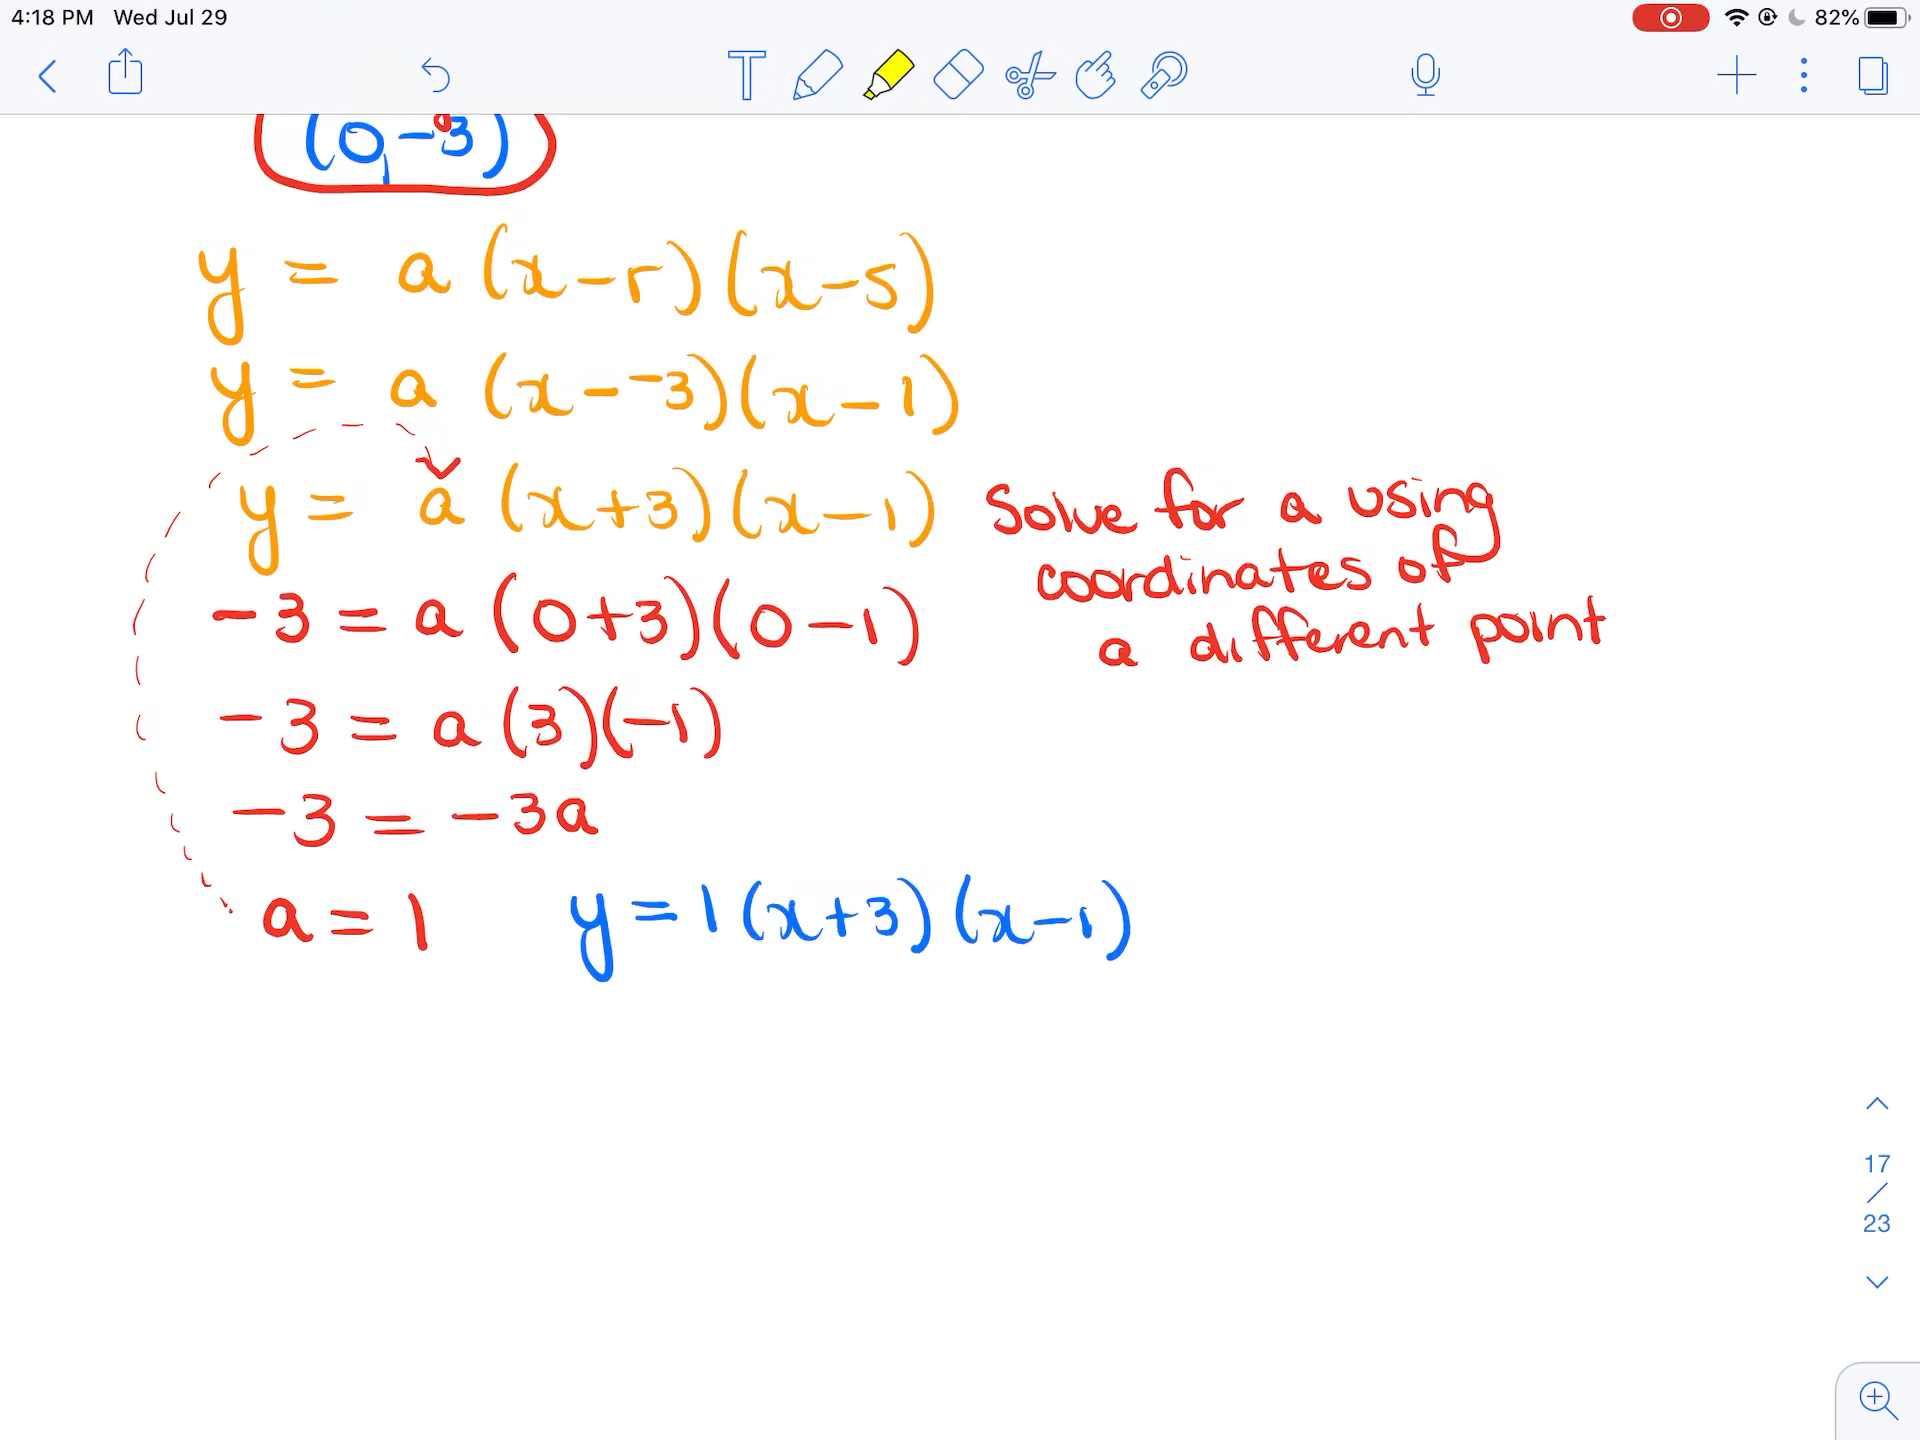 4:18 PM Wed Jul 29 82%
T
(0,-3)
y = a (x-r)(x-s)
y = a (x--3)(x-1)
y = a (x+3)(x-1) Solve for a using
coordinates of
-3 = a (0+3)(0-1) a different point
-3 = a (3)(-1)
-3 = -3a
a = 1 y = 1(x+3)(x-1)
17
/
23